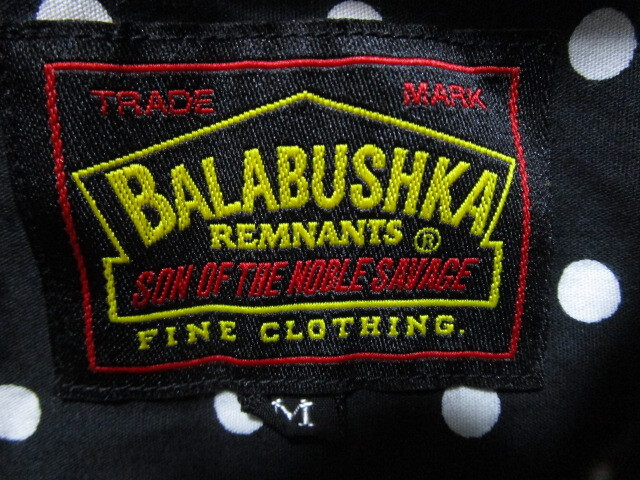 TRADE MARK
BALABUSHKA
REMNANTS ®
SON OF THE NOBLE SAVAGE
FINE CLOTHING.
M